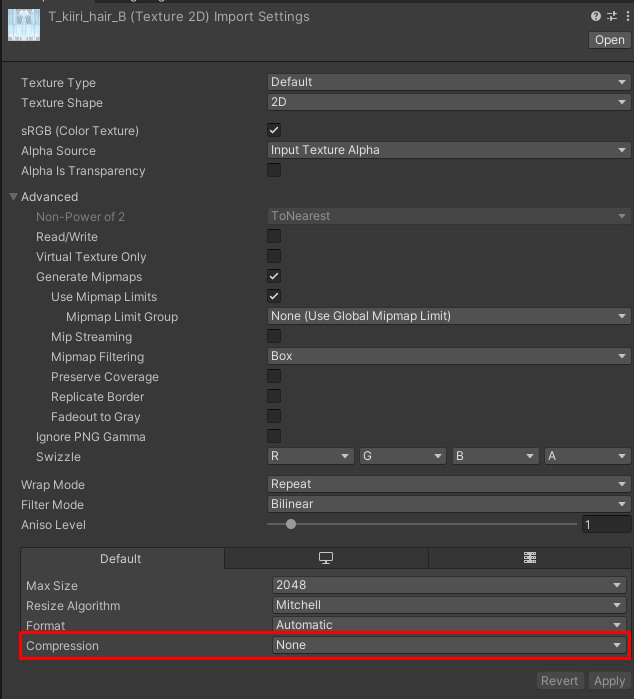 T_kiiri_hair_B (Texture 2D) Import Settings
Open
Texture Type Default
Texture Shape 2D
sRGB (Color Texture)
Alpha Source Input Texture Alpha
Alpha Is Transparency
Advanced
Non-Power of 2 ToNearest
Read/Write
Virtual Texture Only
Generate Mipmaps
Use Mipmap Limits
Mipmap Limit Group None (Use Global Mipmap Limit)
Mip Streaming
Mipmap Filtering Box
Preserve Coverage
Replicate Border
Fadeout to Gray
Ignore PNG Gamma
Swizzle R G B A
Wrap Mode Repeat
Filter Mode Bilinear
Aniso Level 1
Default
Max Size 2048
Resize Algorithm Mitchell
Format Automatic
Compression None
Revert Apply